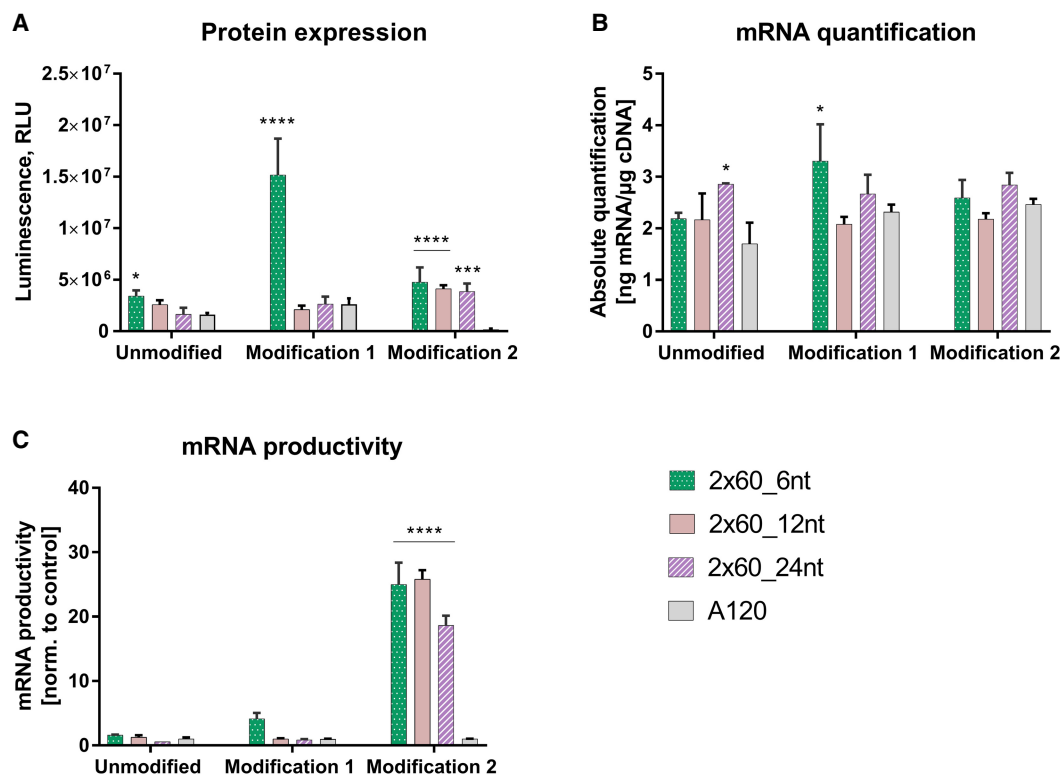 A
Protein expression
Luminescence, RLU
2.5×10⁷
2×10⁷
1.5×10⁷
1×10⁷
5×10⁶
0
*
****
****
***
Unmodified
Modification 1
Modification 2
B
mRNA quantification
Absolute quantification
[ng mRNA/µg cDNA]
5
4
3
2
1
0
*
*
Unmodified
Modification 1
Modification 2
C
mRNA productivity
mRNA productivity
[norm. to control]
40
30
20
10
0
****
Unmodified
Modification 1
Modification 2
2x60_6nt
2x60_12nt
2x60_24nt
A120